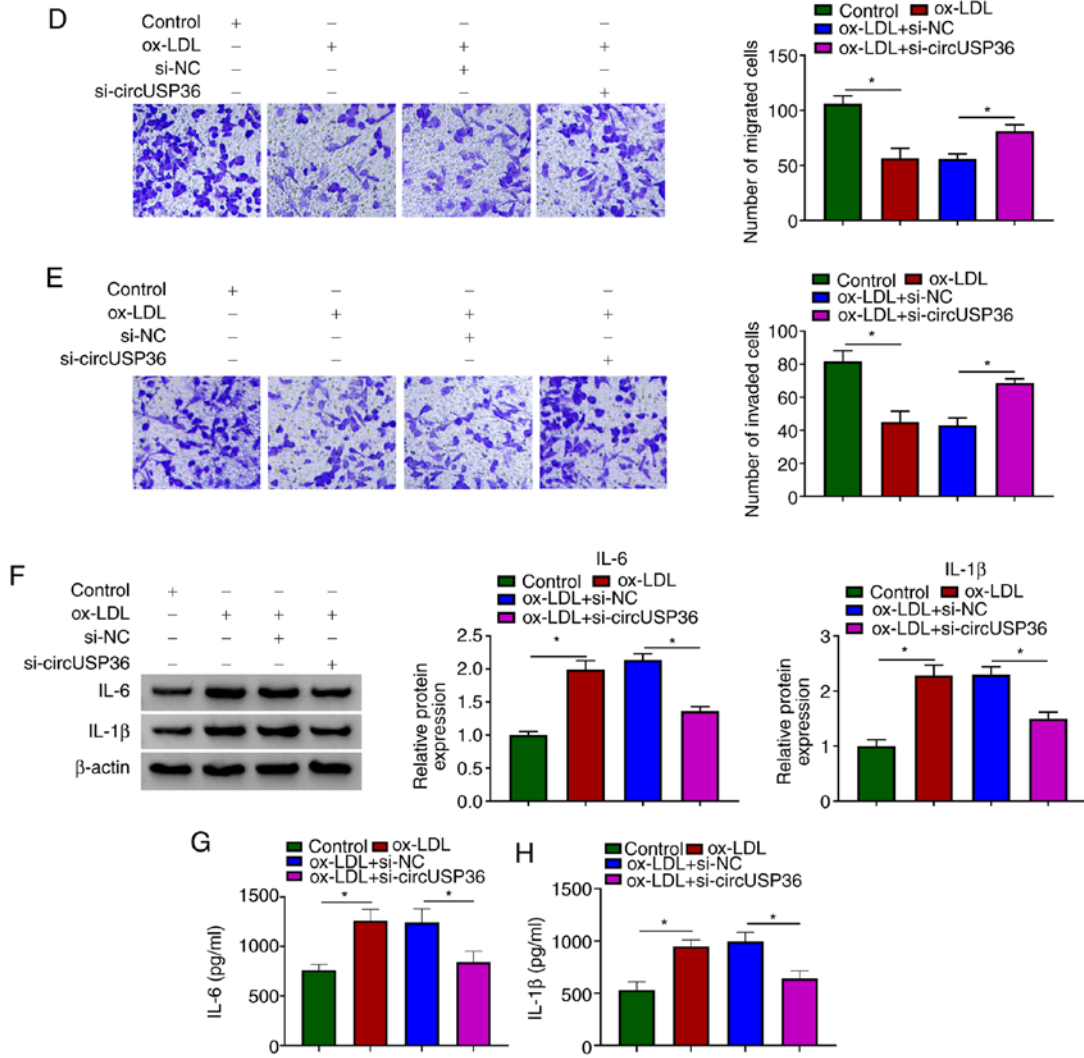 D
Control + − − −
ox-LDL − + + +
si-NC − − + −
si-circUSP36 − − − +
Control ox-LDL
ox-LDL+si-NC
ox-LDL+si-circUSP36
Number of migrated cells
150
100
50
0
* *
E
Control + − − −
ox-LDL − + + +
si-NC − − + −
si-circUSP36 − − − +
Control ox-LDL
ox-LDL+si-NC
ox-LDL+si-circUSP36
Number of invaded cells
100
80
60
40
20
0
* *
F
Control + − − −
ox-LDL − + + +
si-NC − − + −
si-circUSP36 − − − +
IL-6
IL-1β
β-actin
IL-6
Control ox-LDL
ox-LDL+si-NC
ox-LDL+si-circUSP36
Relative protein
expression
2.5
2.0
1.5
1.0
0.5
0.0
* *
IL-1β
Control ox-LDL
ox-LDL+si-NC
ox-LDL+si-circUSP36
Relative protein
expression
3
2
1
0
* *
G
Control ox-LDL
ox-LDL+si-NC
ox-LDL+si-circUSP36
IL-6 (pg/ml)
1500
1000
500
0
* *
H
Control ox-LDL
ox-LDL+si-NC
ox-LDL+si-circUSP36
IL-1β (pg/ml)
1500
1000
500
0
* *